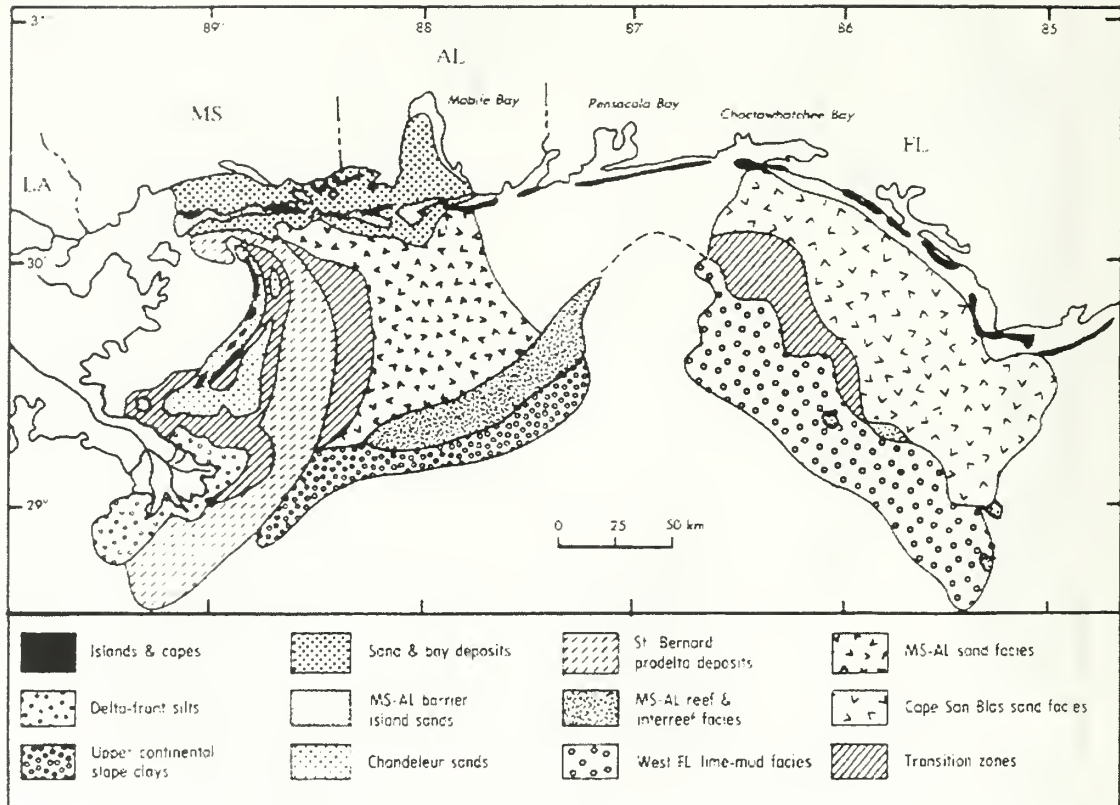 31°
89
88
87
86
85
AL
Mobile Bay
Pensacola Bay
Choctawhatchee Bay
MS
FL
LA
30°
29°
0 25 50 km
Islands & capes
Sand & bay deposits
St Bernard
prodelta deposits
MS-AL sand facies
Delta-front silts
MS-AL barrier
island sands
MS-AL reef &
interreef facies
Cape San Blas sand facies
Upper continental
slope clays
Chandeleur sands
West FL lime-mud facies
Transition zones